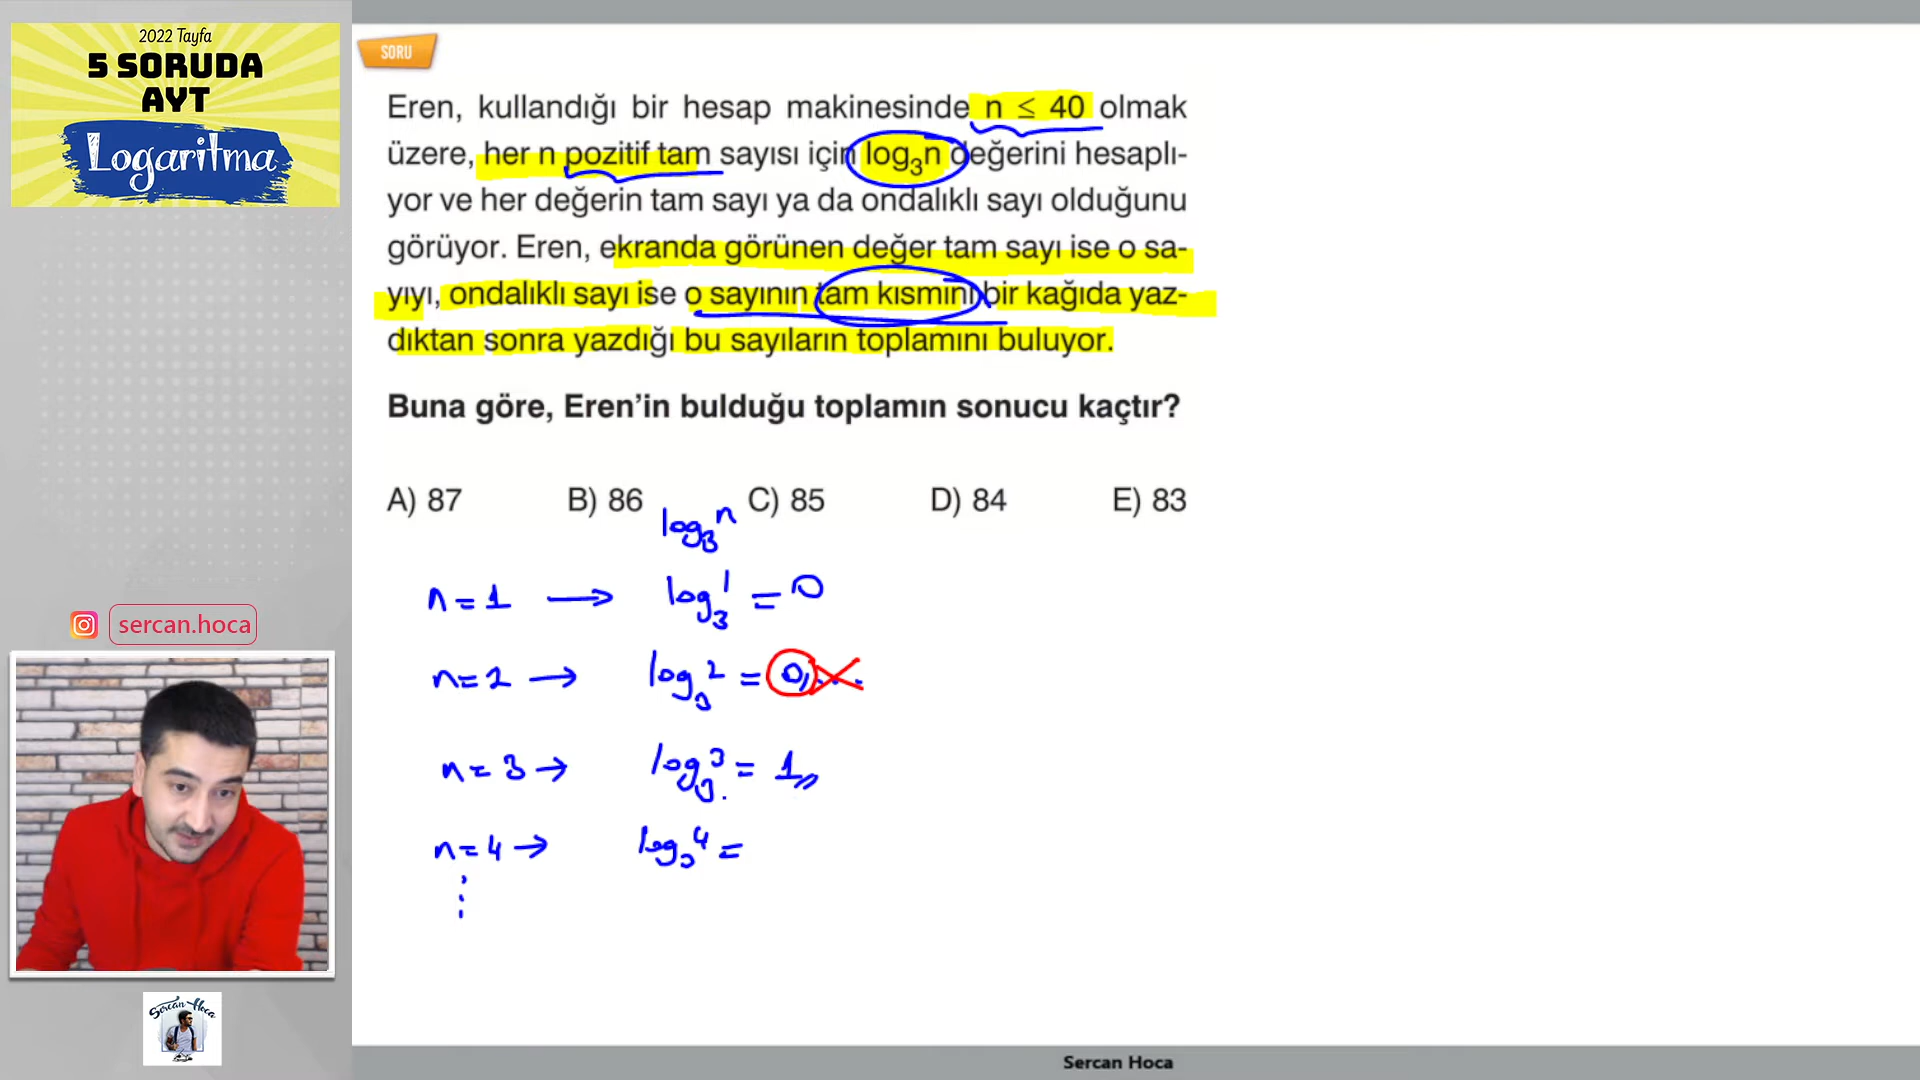 2022 Tayfa
5 SORUDA
AYT
Logaritma
SORU
Eren, kullandığı bir hesap makinesinde n ≤ 40 olmak
üzere, her n pozitif tam sayısı için log₃n değerini hesaplı-
yor ve her değerin tam sayı ya da ondalıklı sayı olduğunu
görüyor. Eren, ekranda görünen değer tam sayı ise o sa-
yıyı, ondalıklı sayı ise o sayının tam kısmını bir kağıda yaz-
dıktan sonra yazdığı bu sayıların toplamını buluyor.
Buna göre, Eren'in bulduğu toplamın sonucu kaçtır?
A) 87 B) 86 C) 85 D) 84 E) 83
log₃n
n = 1 → log₃1 = 0
n = 2 → log₃2 = 0,...
n = 3 → log₃3 = 1
n = 4 → log₃4 =
sercan.hoca
Sercan Hoca
Sercan Hoca